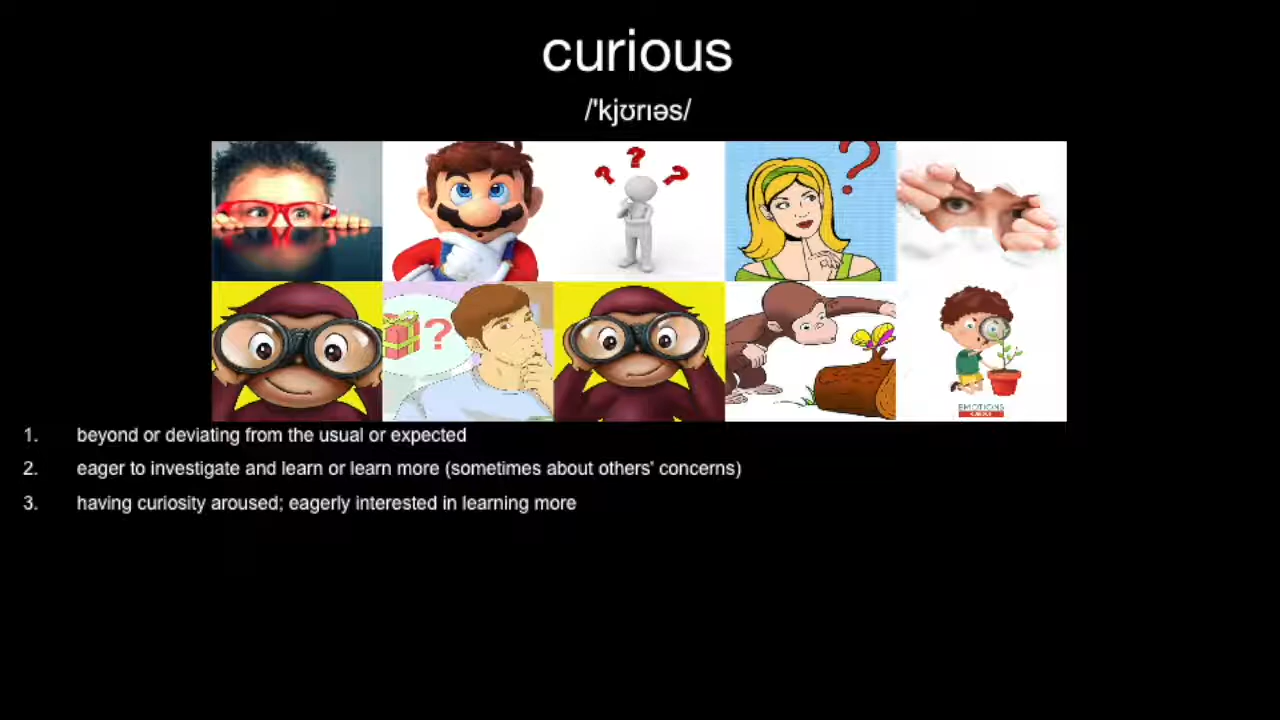 curious
/ˈkjʊrɪəs/
? ? ?
?
?
EMOTIONS
1. beyond or deviating from the usual or expected
2. eager to investigate and learn or learn more (sometimes about others' concerns)
3. having curiosity aroused; eagerly interested in learning more